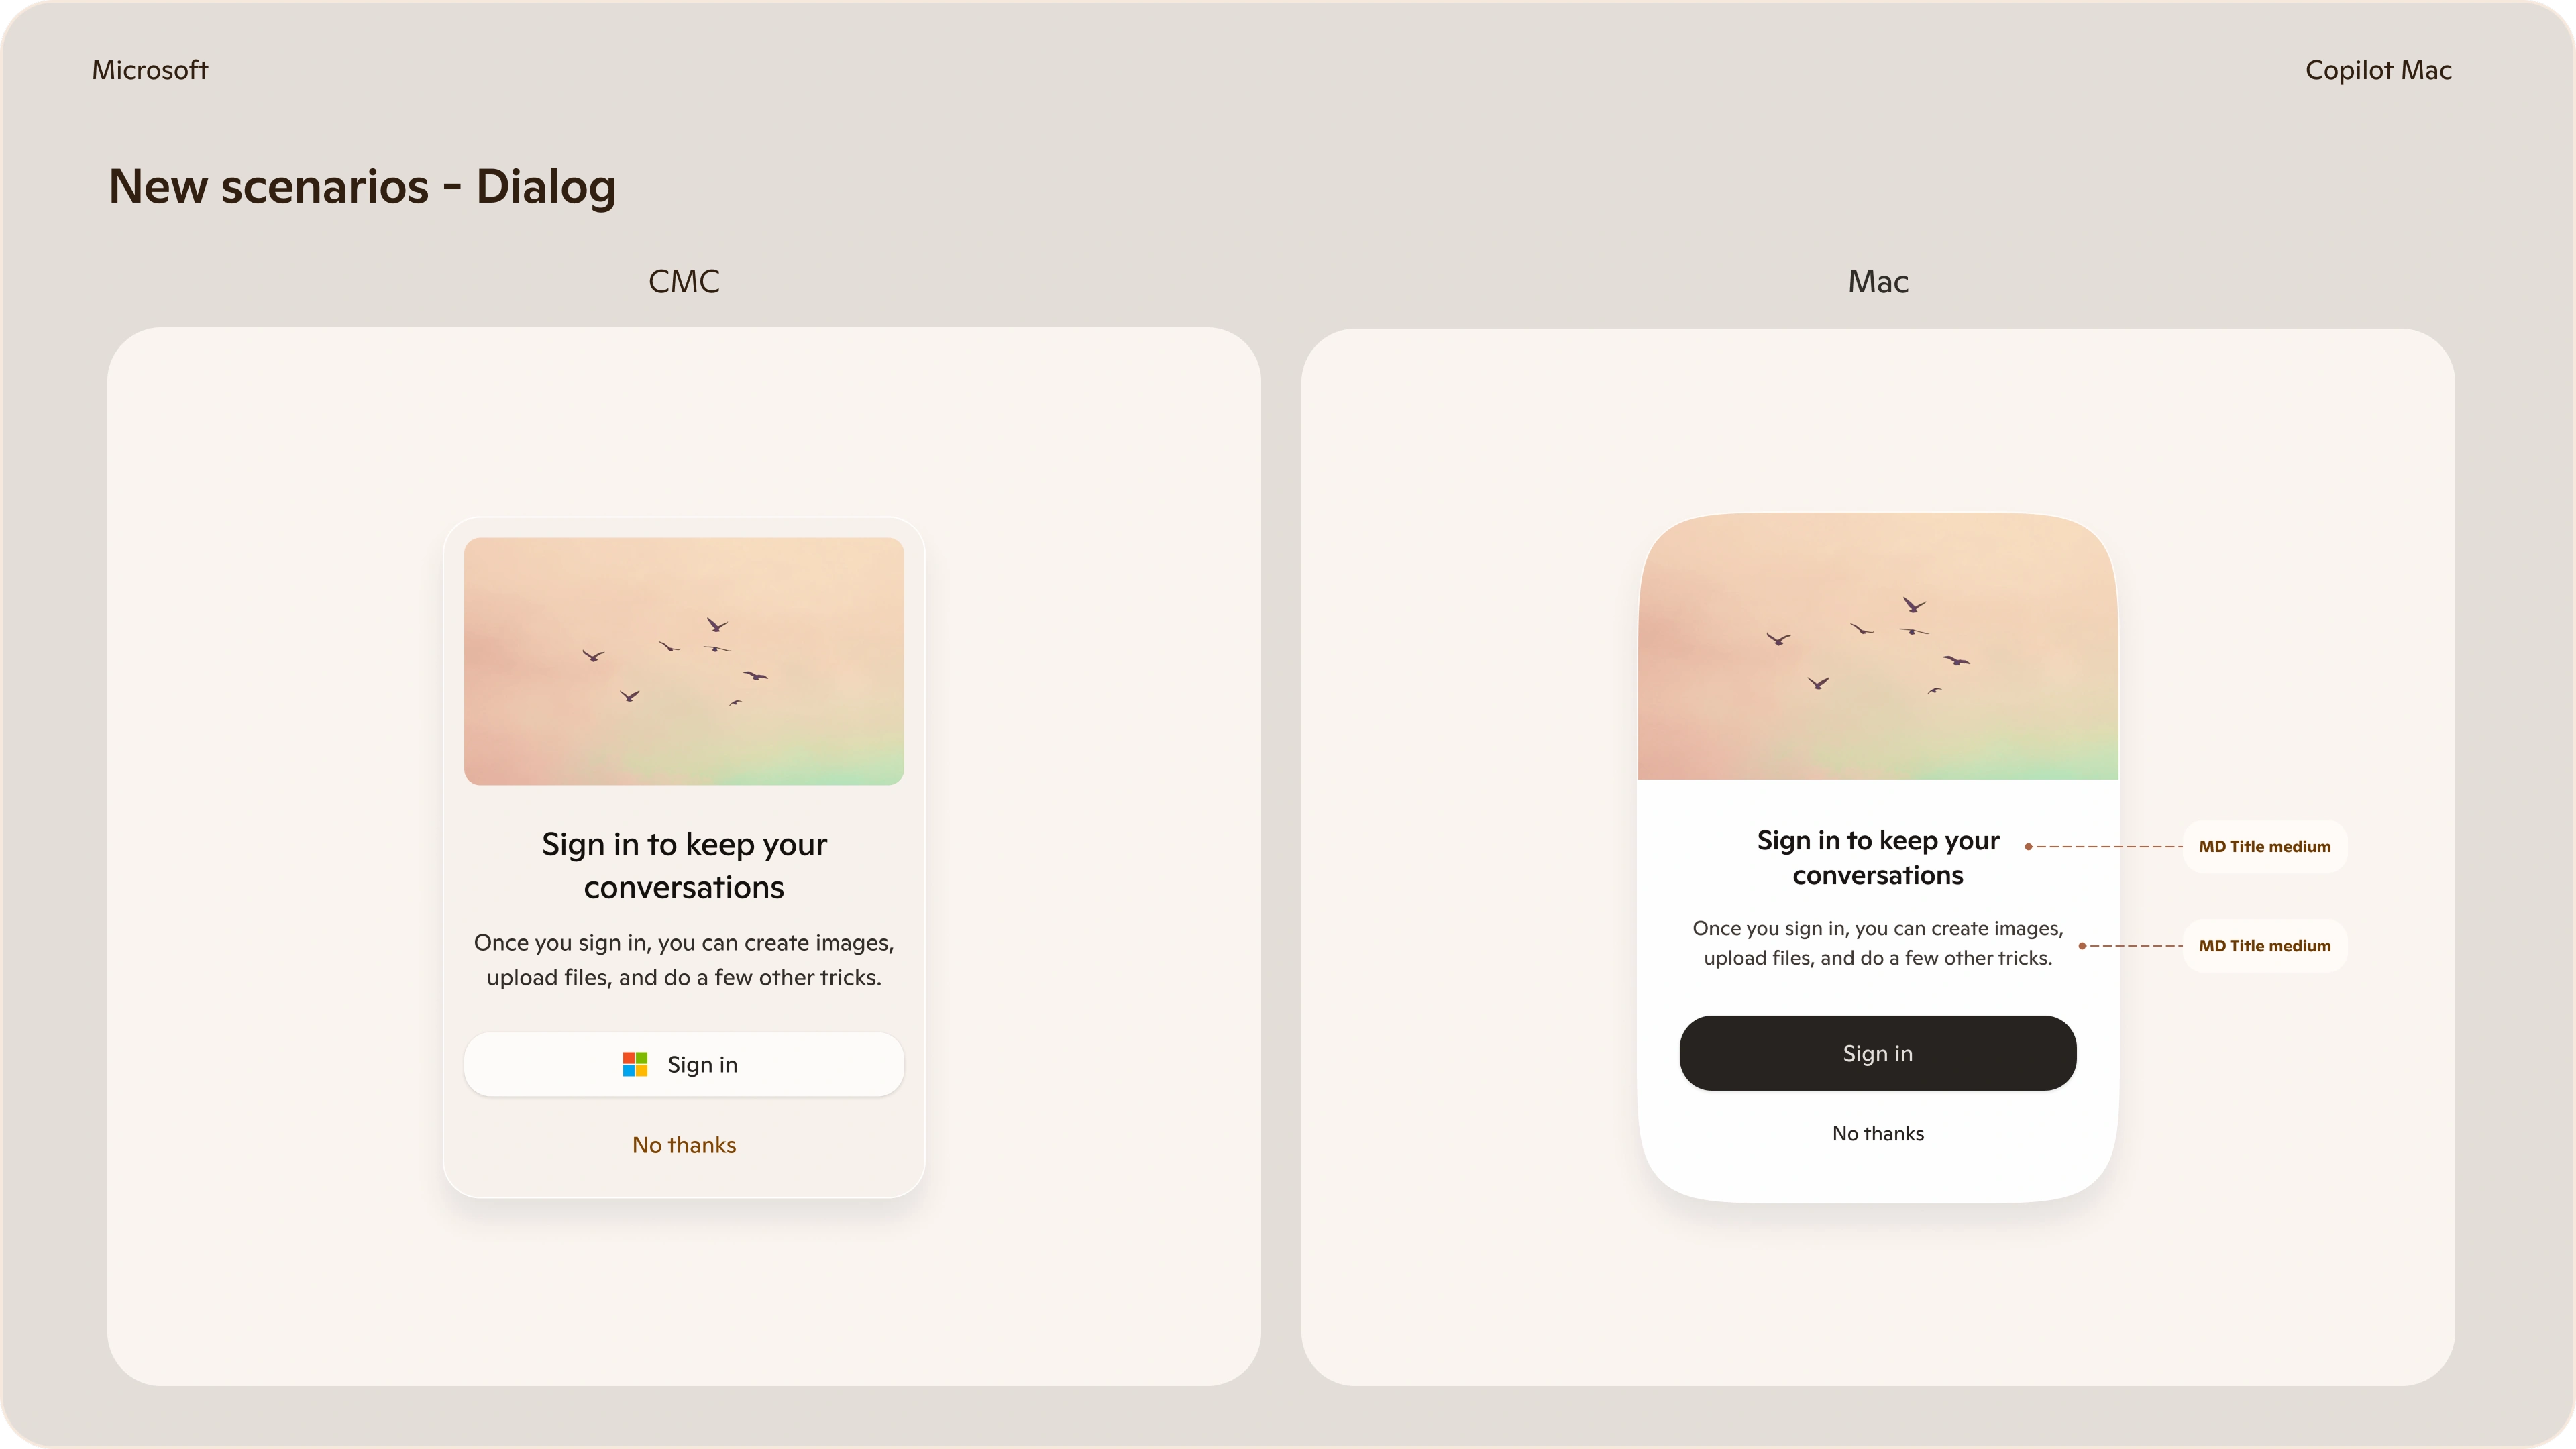 Microsoft
Copilot Mac
New scenarios - Dialog
CMC
Sign in to keep your
conversations
Once you sign in, you can create images,
upload files, and do a few other tricks.
Sign in
No thanks
Mac
Sign in to keep your
conversations
MD Title medium
Once you sign in, you can create images,
upload files, and do a few other tricks.
MD Title medium
Sign in
No thanks